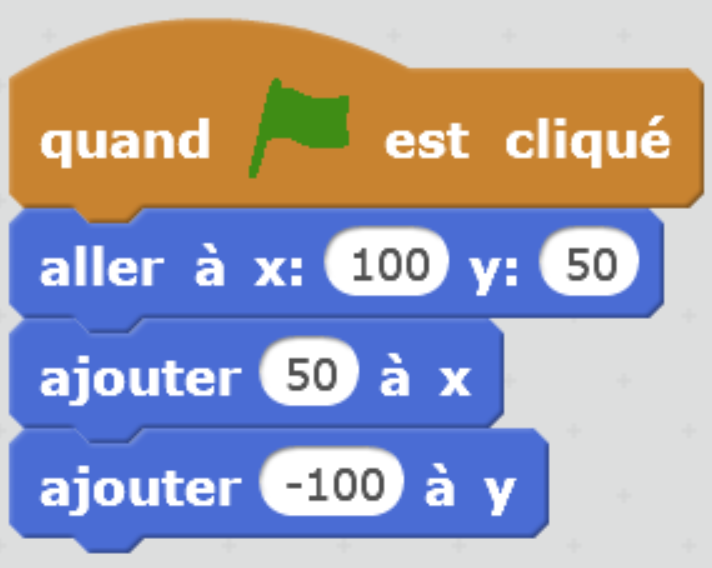 quand est cliqué
aller à x: 100 y: 50
ajouter 50 à x
ajouter -100 à y